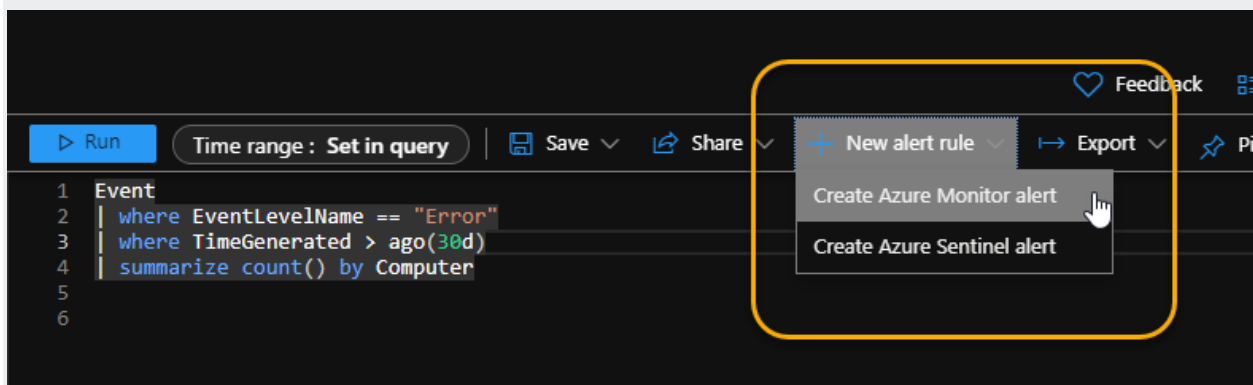 Feedback
Run Time range : Set in query Save Share New alert rule Export
Create Azure Monitor alert
Create Azure Sentinel alert
1 Event
2 | where EventLevelName == "Error"
3 | where TimeGenerated > ago(30d)
4 | summarize count() by Computer
5
6